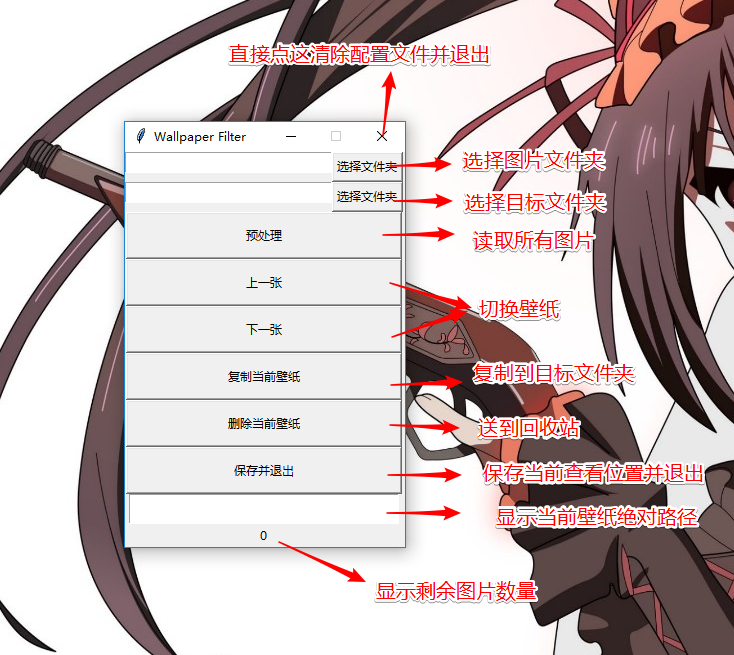 直接点这清除配置文件并退出
Wallpaper Filter
选择文件夹
选择图片文件夹
选择文件夹
选择目标文件夹
预处理
读取所有图片
上一张
切换壁纸
下一张
复制当前壁纸
复制到目标文件夹
删除当前壁纸
送到回收站
保存并退出
保存当前查看位置并退出
显示当前壁纸绝对路径
0
显示剩余图片数量